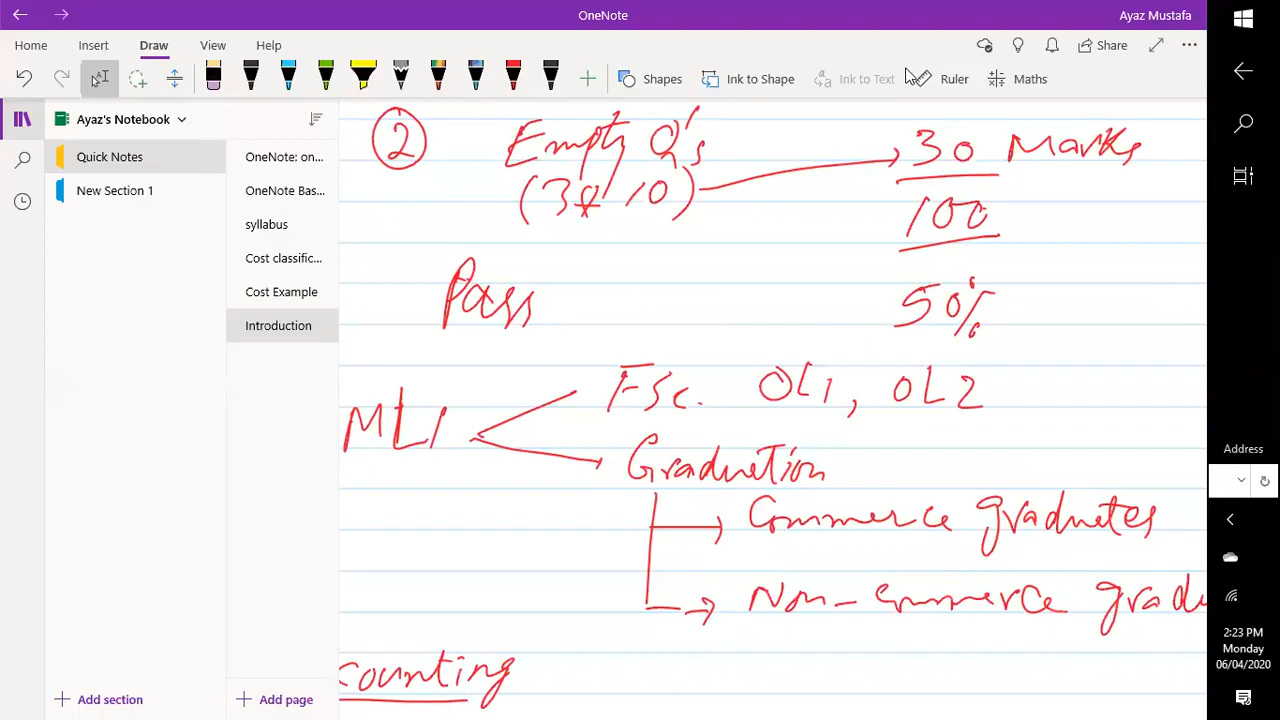 OneNote
Ayaz Mustafa
Home Insert Draw View Help
Share
Shapes Ink to Shape Ink to Text Ruler Maths
Ayaz's Notebook
Quick Notes
New Section 1
OneNote: on...
OneNote Bas...
syllabus
Cost classific...
Cost Example
Introduction
Add section
Add page
2 Empty Q's 30 Marks
10)
100
Pass 50%
FSc. OL1, OL2
MLI
Graduation
Commerce graduates
Non-commerce gradu
counting
Address
2:23 PM
Monday
06/04/2020